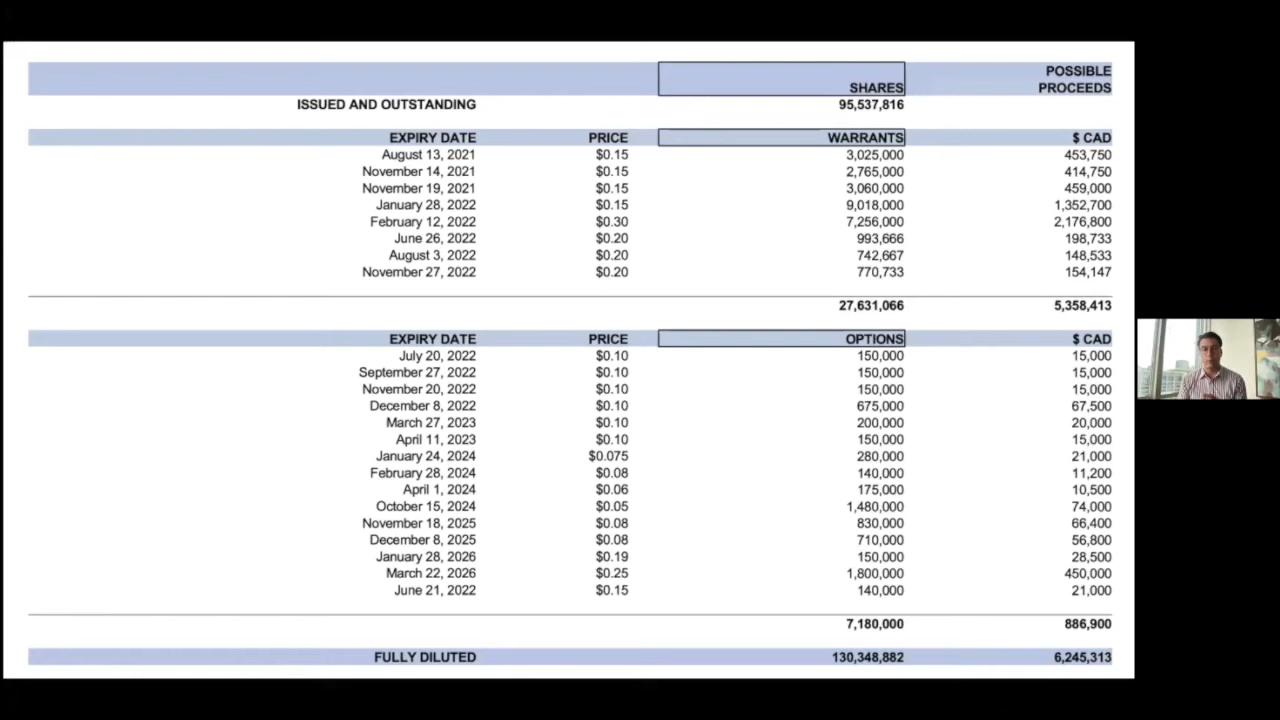 POSSIBLE
SHARES PROCEEDS
ISSUED AND OUTSTANDING 95,537,816
EXPIRY DATE PRICE WARRANTS $ CAD
August 13, 2021 $0.15 3,025,000 453,750
November 14, 2021 $0.15 2,765,000 414,750
November 19, 2021 $0.15 3,060,000 459,000
January 28, 2022 $0.15 9,018,000 1,352,700
February 12, 2022 $0.30 7,256,000 2,176,800
June 26, 2022 $0.20 993,666 198,733
August 3, 2022 $0.20 742,667 148,533
November 27, 2022 $0.20 770,733 154,147
27,631,066 5,358,413
EXPIRY DATE PRICE OPTIONS $ CAD
July 20, 2022 $0.10 150,000 15,000
September 27, 2022 $0.10 150,000 15,000
November 20, 2022 $0.10 150,000 15,000
December 8, 2022 $0.10 675,000 67,500
March 27, 2023 $0.10 200,000 20,000
April 11, 2023 $0.10 150,000 15,000
January 24, 2024 $0.075 280,000 21,000
February 28, 2024 $0.08 140,000 11,200
April 1, 2024 $0.06 175,000 10,500
October 15, 2024 $0.05 1,480,000 74,000
November 18, 2025 $0.08 830,000 66,400
December 8, 2025 $0.08 710,000 56,800
January 28, 2026 $0.19 150,000 28,500
March 22, 2026 $0.25 1,800,000 450,000
June 21, 2022 $0.15 140,000 21,000
7,180,000 886,900
FULLY DILUTED 130,348,882 6,245,313